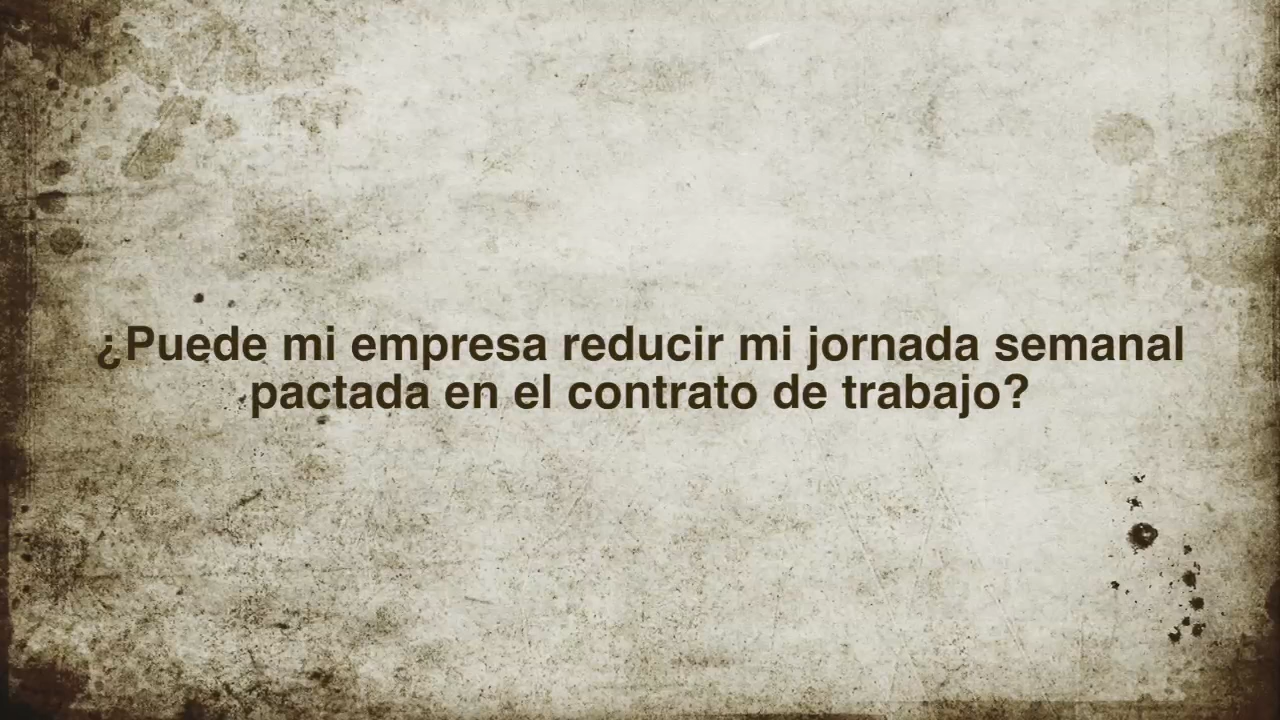 ¿Puede mi empresa reducir mi jornada semanal
pactada en el contrato de trabajo?